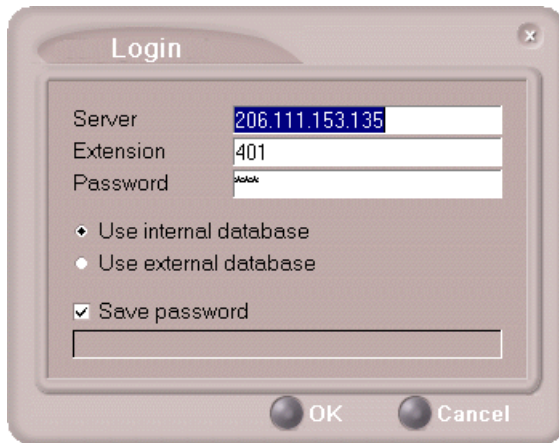 Login
Server 206.111.153.135
Extension 401
Password ****
Use internal database
Use external database
Save password
OK Cancel